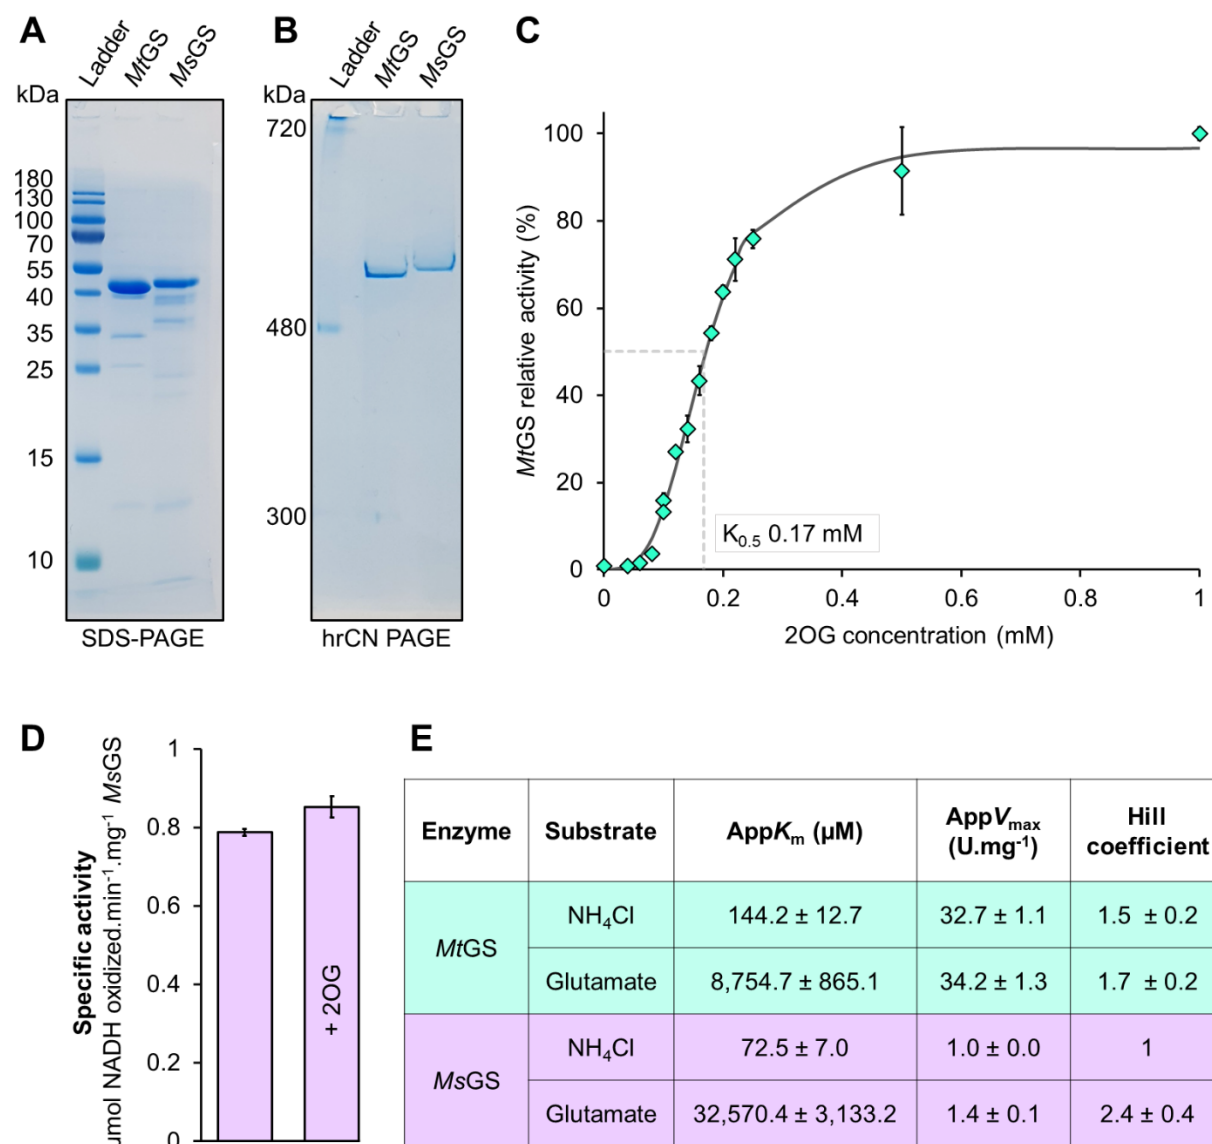 A
Ladder
MtGS
MsGS
kDa
180
130
100
70
55
40
35
25
15
10
SDS-PAGE
B
Ladder
MtGS
MsGS
kDa
720
480
300
hrCN PAGE
C
MtGS relative activity (%)
100
80
60
40
20
0
K0.5 0.17 mM
0 0.2 0.4 0.6 0.8 1
2OG concentration (mM)
D
Specific activity
µmol NADH oxidized.min-1.mg-1 MsGS
1
0.8
0.6
0.4
0.2
0
+ 2OG
E
Enzyme Substrate AppKm (µM) AppVmax (U.mg-1) Hill coefficient
MtGS
NH4Cl 144.2 ± 12.7 32.7 ± 1.1 1.5 ± 0.2
Glutamate 8,754.7 ± 865.1 34.2 ± 1.3 1.7 ± 0.2
MsGS
NH4Cl 72.5 ± 7.0 1.0 ± 0.0 1
Glutamate 32,570.4 ± 3,133.2 1.4 ± 0.1 2.4 ± 0.4